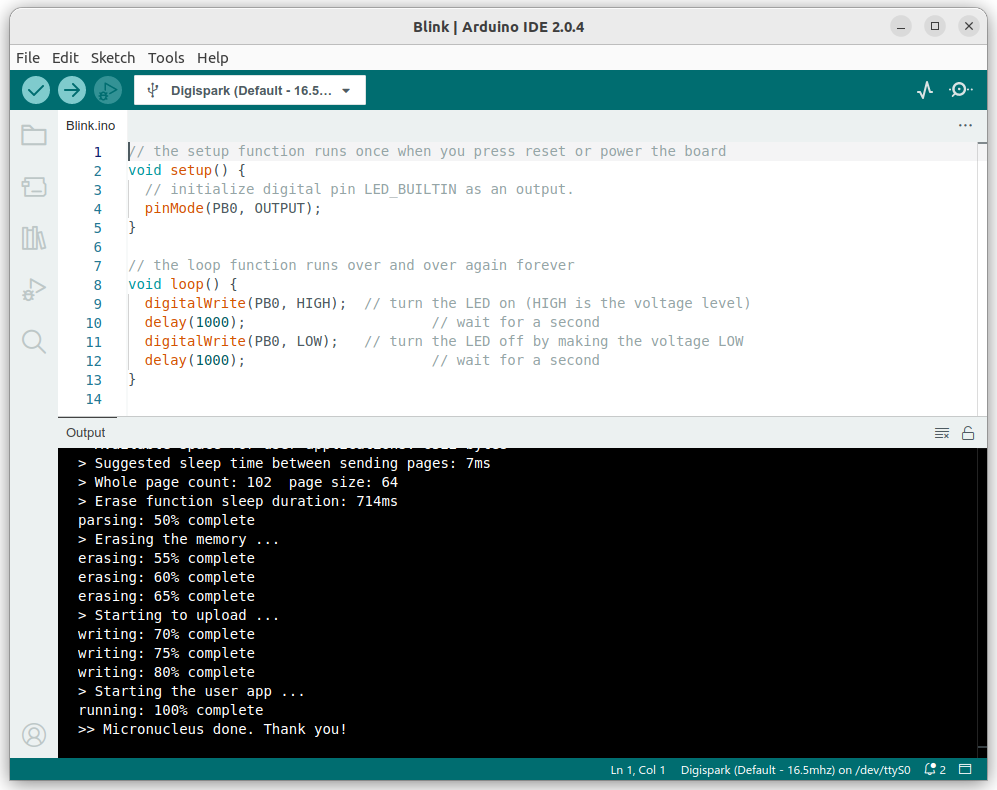 Blink | Arduino IDE 2.0.4
File Edit Sketch Tools Help
Digispark (Default - 16.5...
Blink.ino
1 // the setup function runs once when you press reset or power the board
2 void setup() {
3 // initialize digital pin LED_BUILTIN as an output.
4 pinMode(PB0, OUTPUT);
5 }
6
7 // the loop function runs over and over again forever
8 void loop() {
9 digitalWrite(PB0, HIGH); // turn the LED on (HIGH is the voltage level)
10 delay(1000); // wait for a second
11 digitalWrite(PB0, LOW); // turn the LED off by making the voltage LOW
12 delay(1000); // wait for a second
13 }
14
Output
> Suggested sleep time between sending pages: 7ms
> Whole page count: 102 page size: 64
> Erase function sleep duration: 714ms
parsing: 50% complete
> Erasing the memory ...
erasing: 55% complete
erasing: 60% complete
erasing: 65% complete
> Starting to upload ...
writing: 70% complete
writing: 75% complete
writing: 80% complete
> Starting the user app ...
running: 100% complete
>> Micronucleus done. Thank you!
Ln 1, Col 1 Digispark (Default - 16.5mhz) on /dev/ttyS0 2